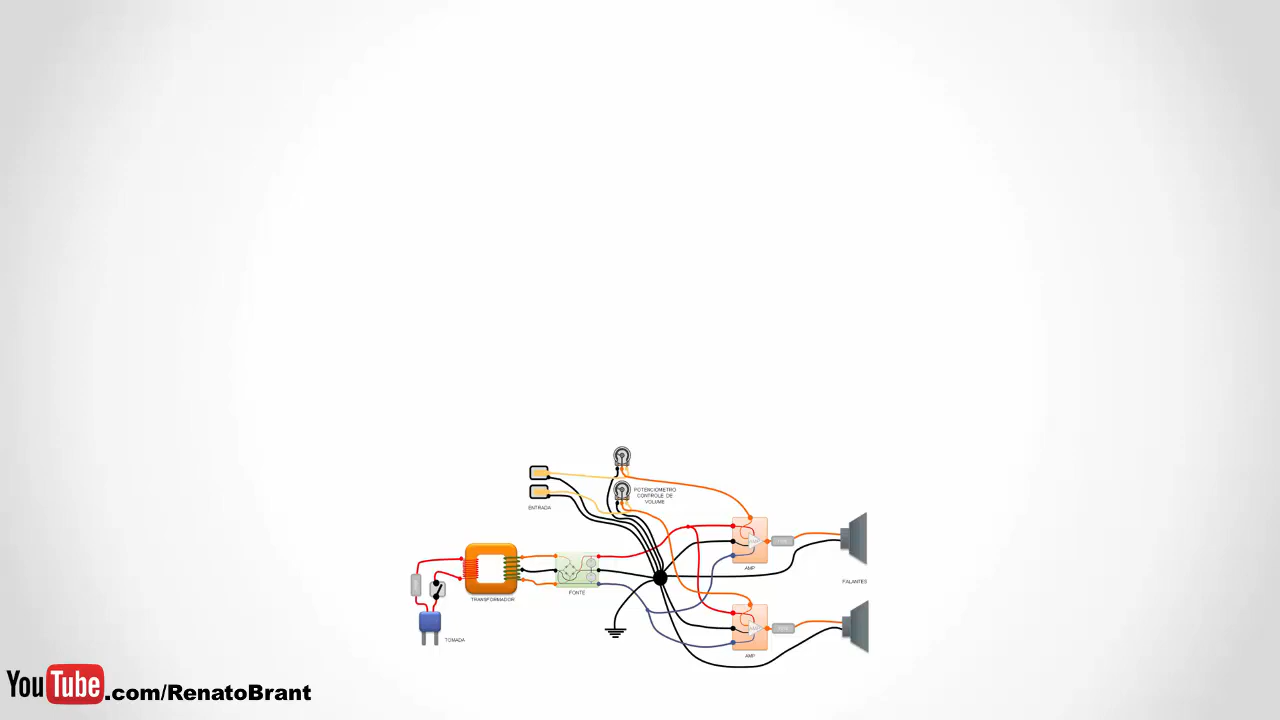 POTENCIOMETRO
CONTROLE DE
VOLUME
ENTRADA
AMP
FALANTES
TRANSFORMADOR
FONTE
TOMADA
AMP
YouTube.com/RenatoBrant